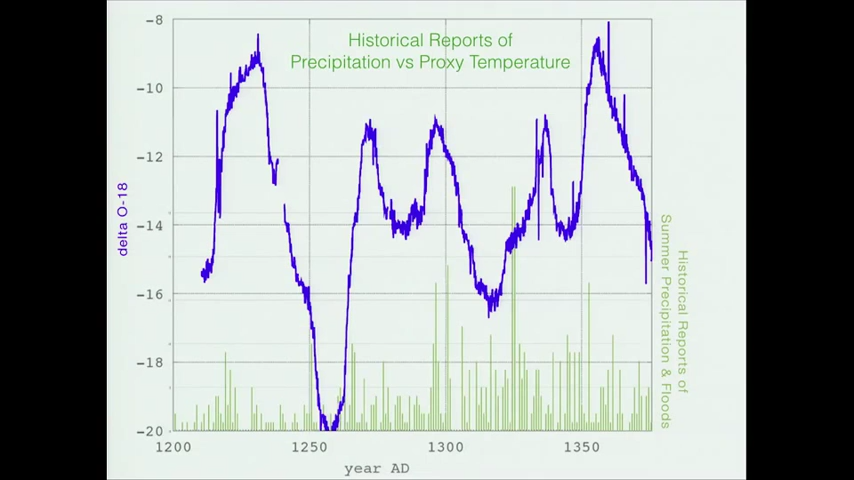 Historical Reports of
Precipitation vs Proxy Temperature
-8
-10
-12
-14
-16
-18
-20
delta O-18
1200
1250
1300
1350
year AD
Historical Reports of
Summer Precipitation & Floods